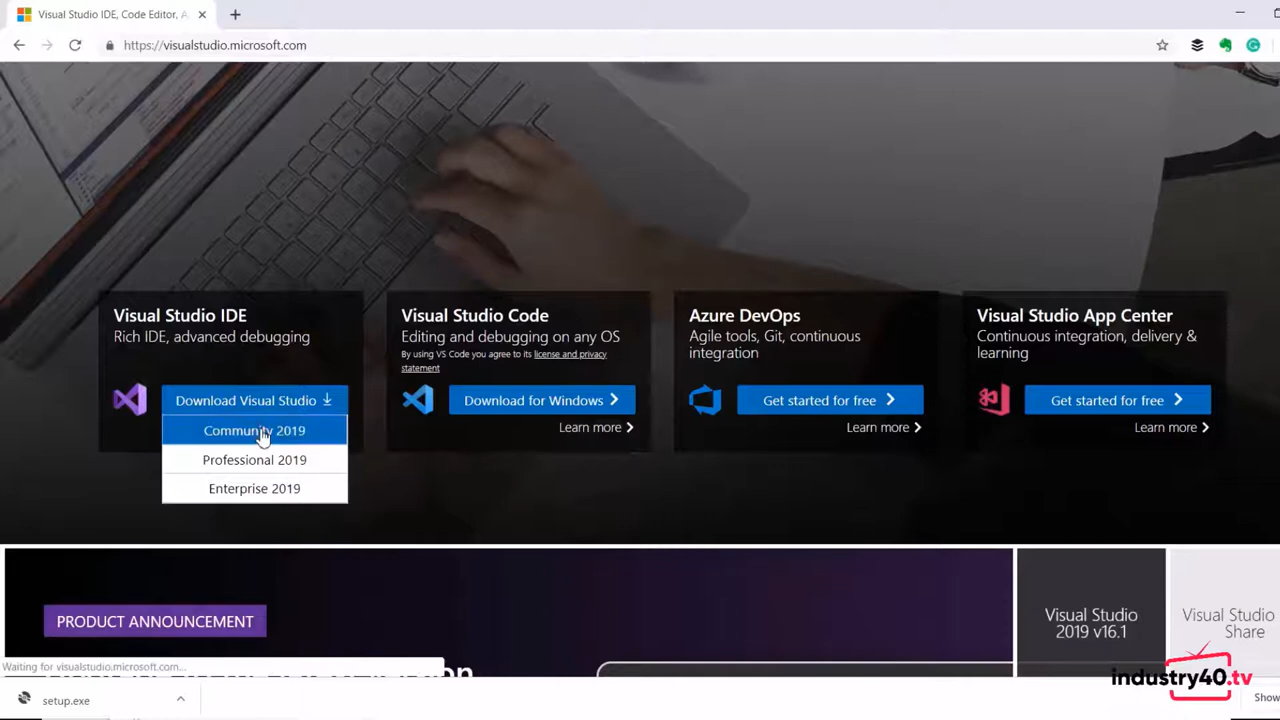 Visual Studio IDE, Code Editor, A
https://visualstudio.microsoft.com
Visual Studio IDE
Rich IDE, advanced debugging
Download Visual Studio
Community 2019
Professional 2019
Enterprise 2019
Visual Studio Code
Editing and debugging on any OS
By using VS Code you agree to its license and privacy
statement
Download for Windows
Learn more
Azure DevOps
Agile tools, Git, continuous
integration
Get started for free
Learn more
Visual Studio App Center
Continuous integration, delivery &
learning
Get started for free
Learn more
PRODUCT ANNOUNCEMENT
Visual Studio
2019 v16.1
Visual Studio
Share
Waiting for visualstudio.microsoft.com...
industry40.tv
setup.exe
Show